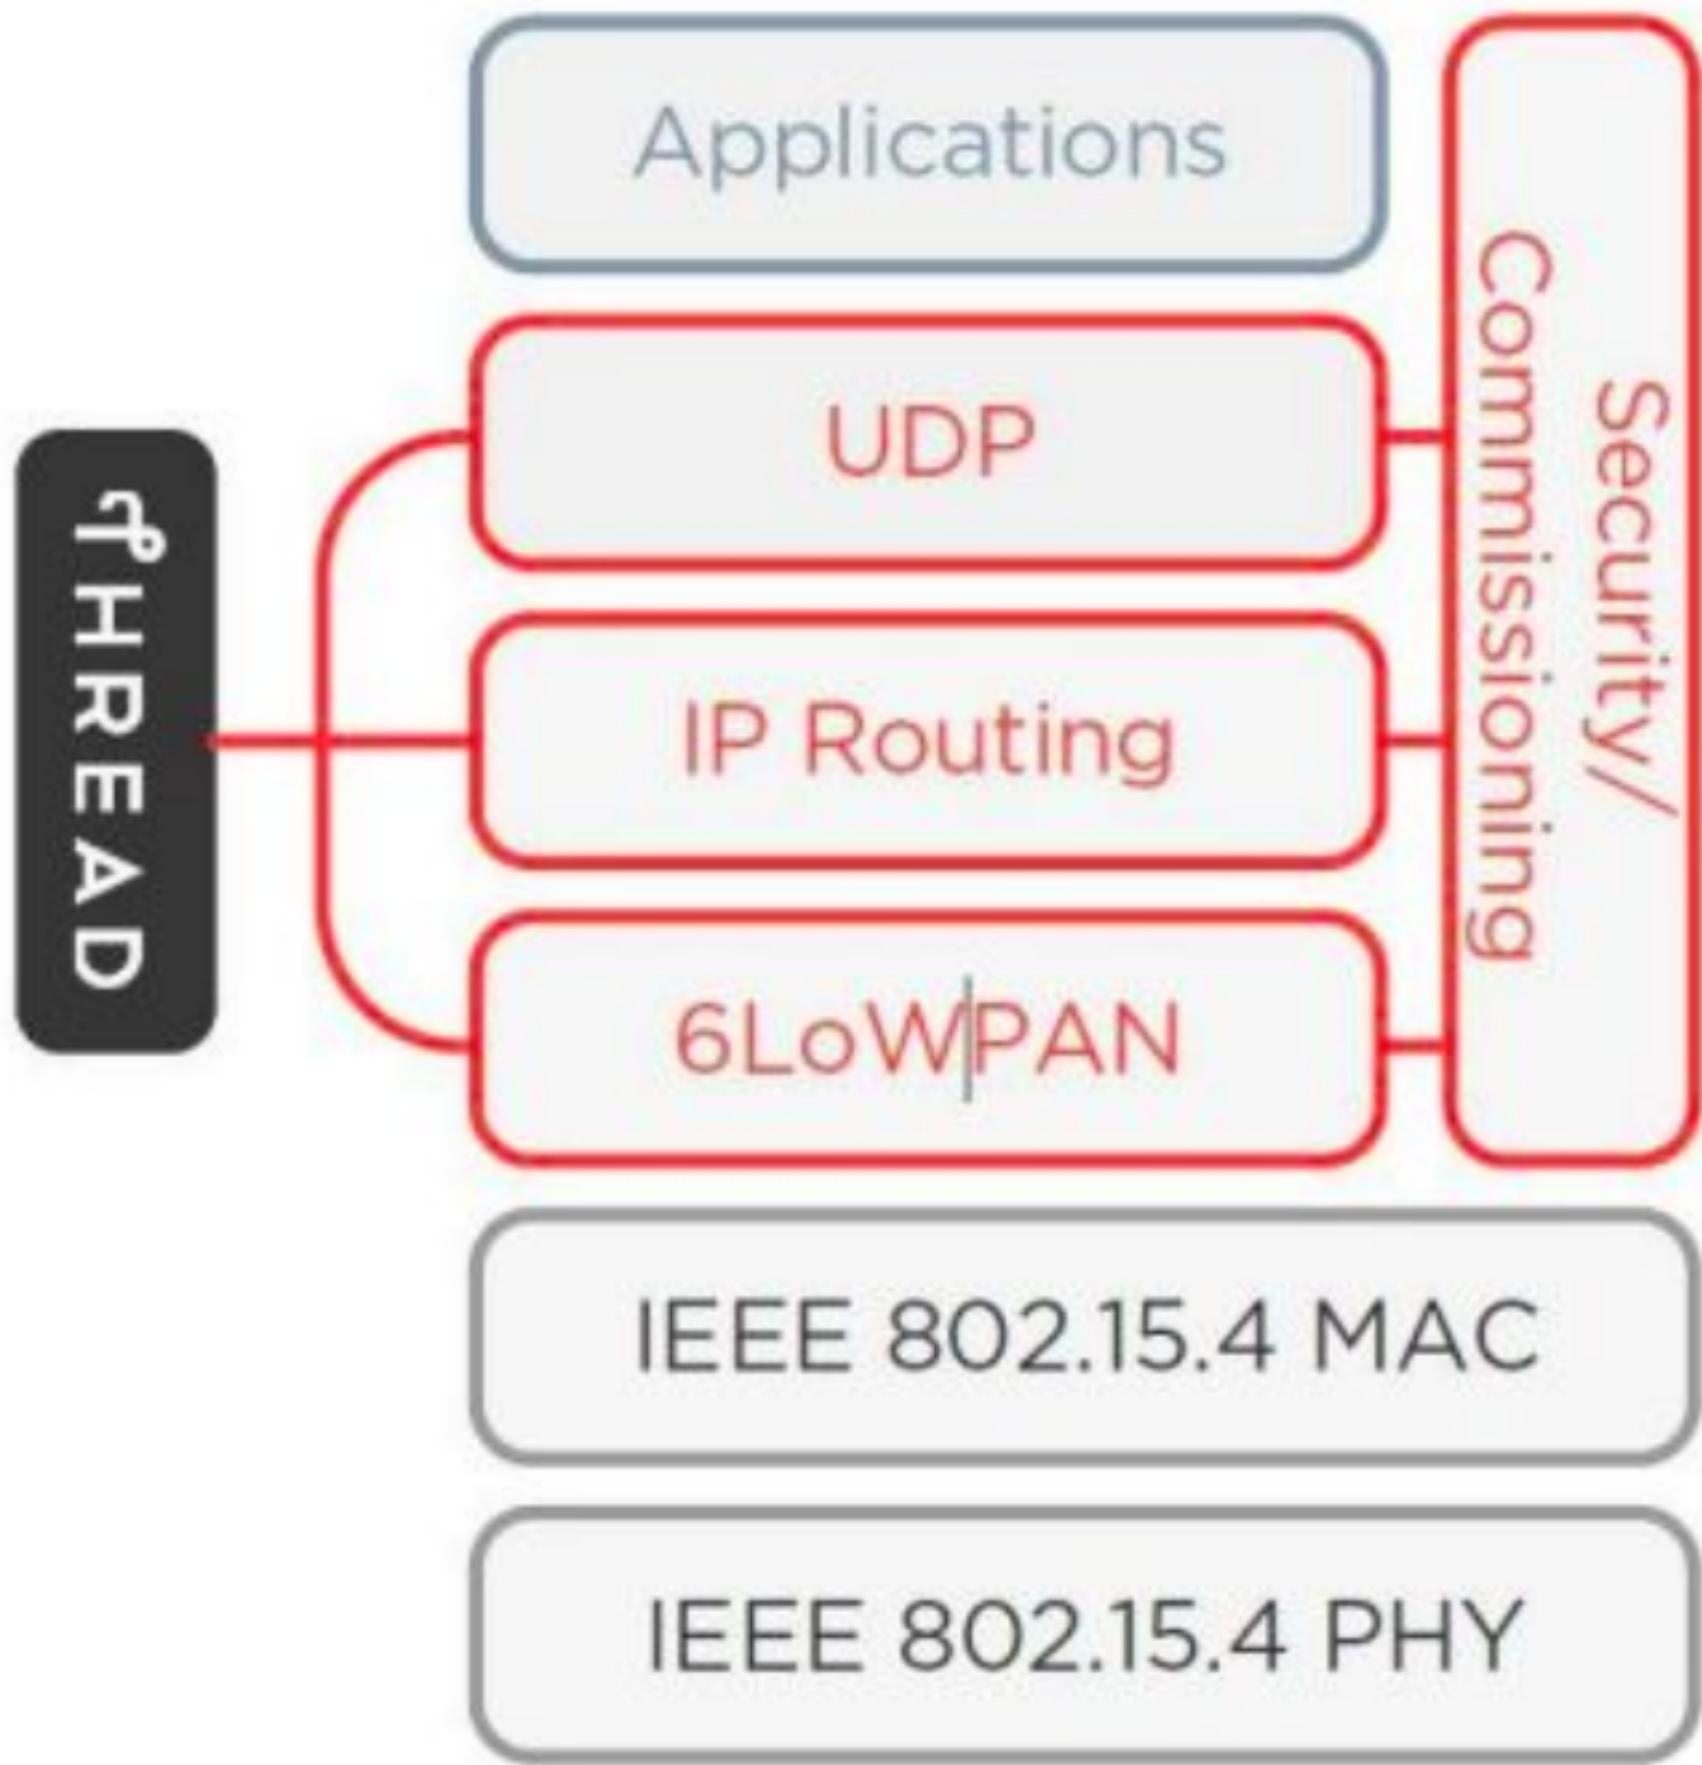 Applications
UDP
IP Routing
6LoWPAN
Security/
Commissioning
THREAD
IEEE 802.15.4 MAC
IEEE 802.15.4 PHY